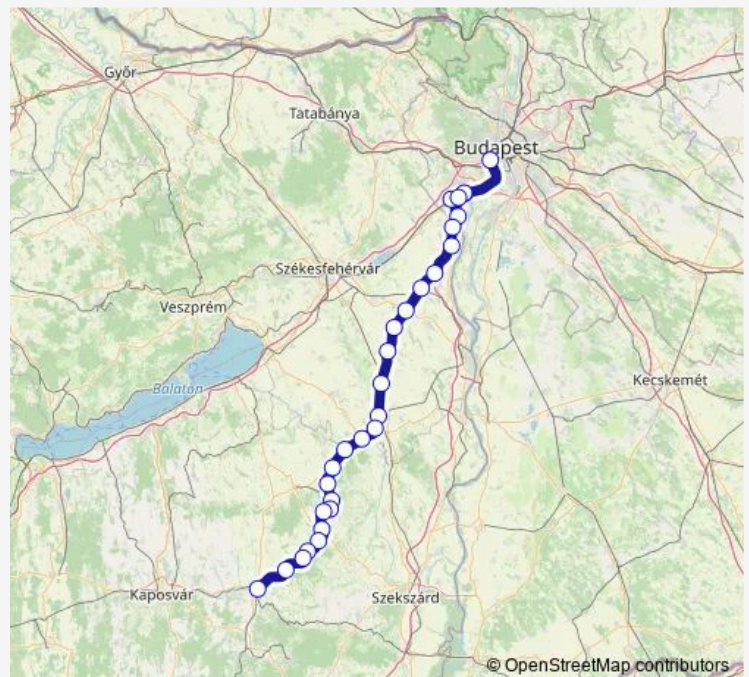 Győr
Tatabánya
Budapest
Székesfehérvár
Veszprém
Balaton
Kecskemét
Kaposvár
Szekszárd
© OpenStreetMap contributors